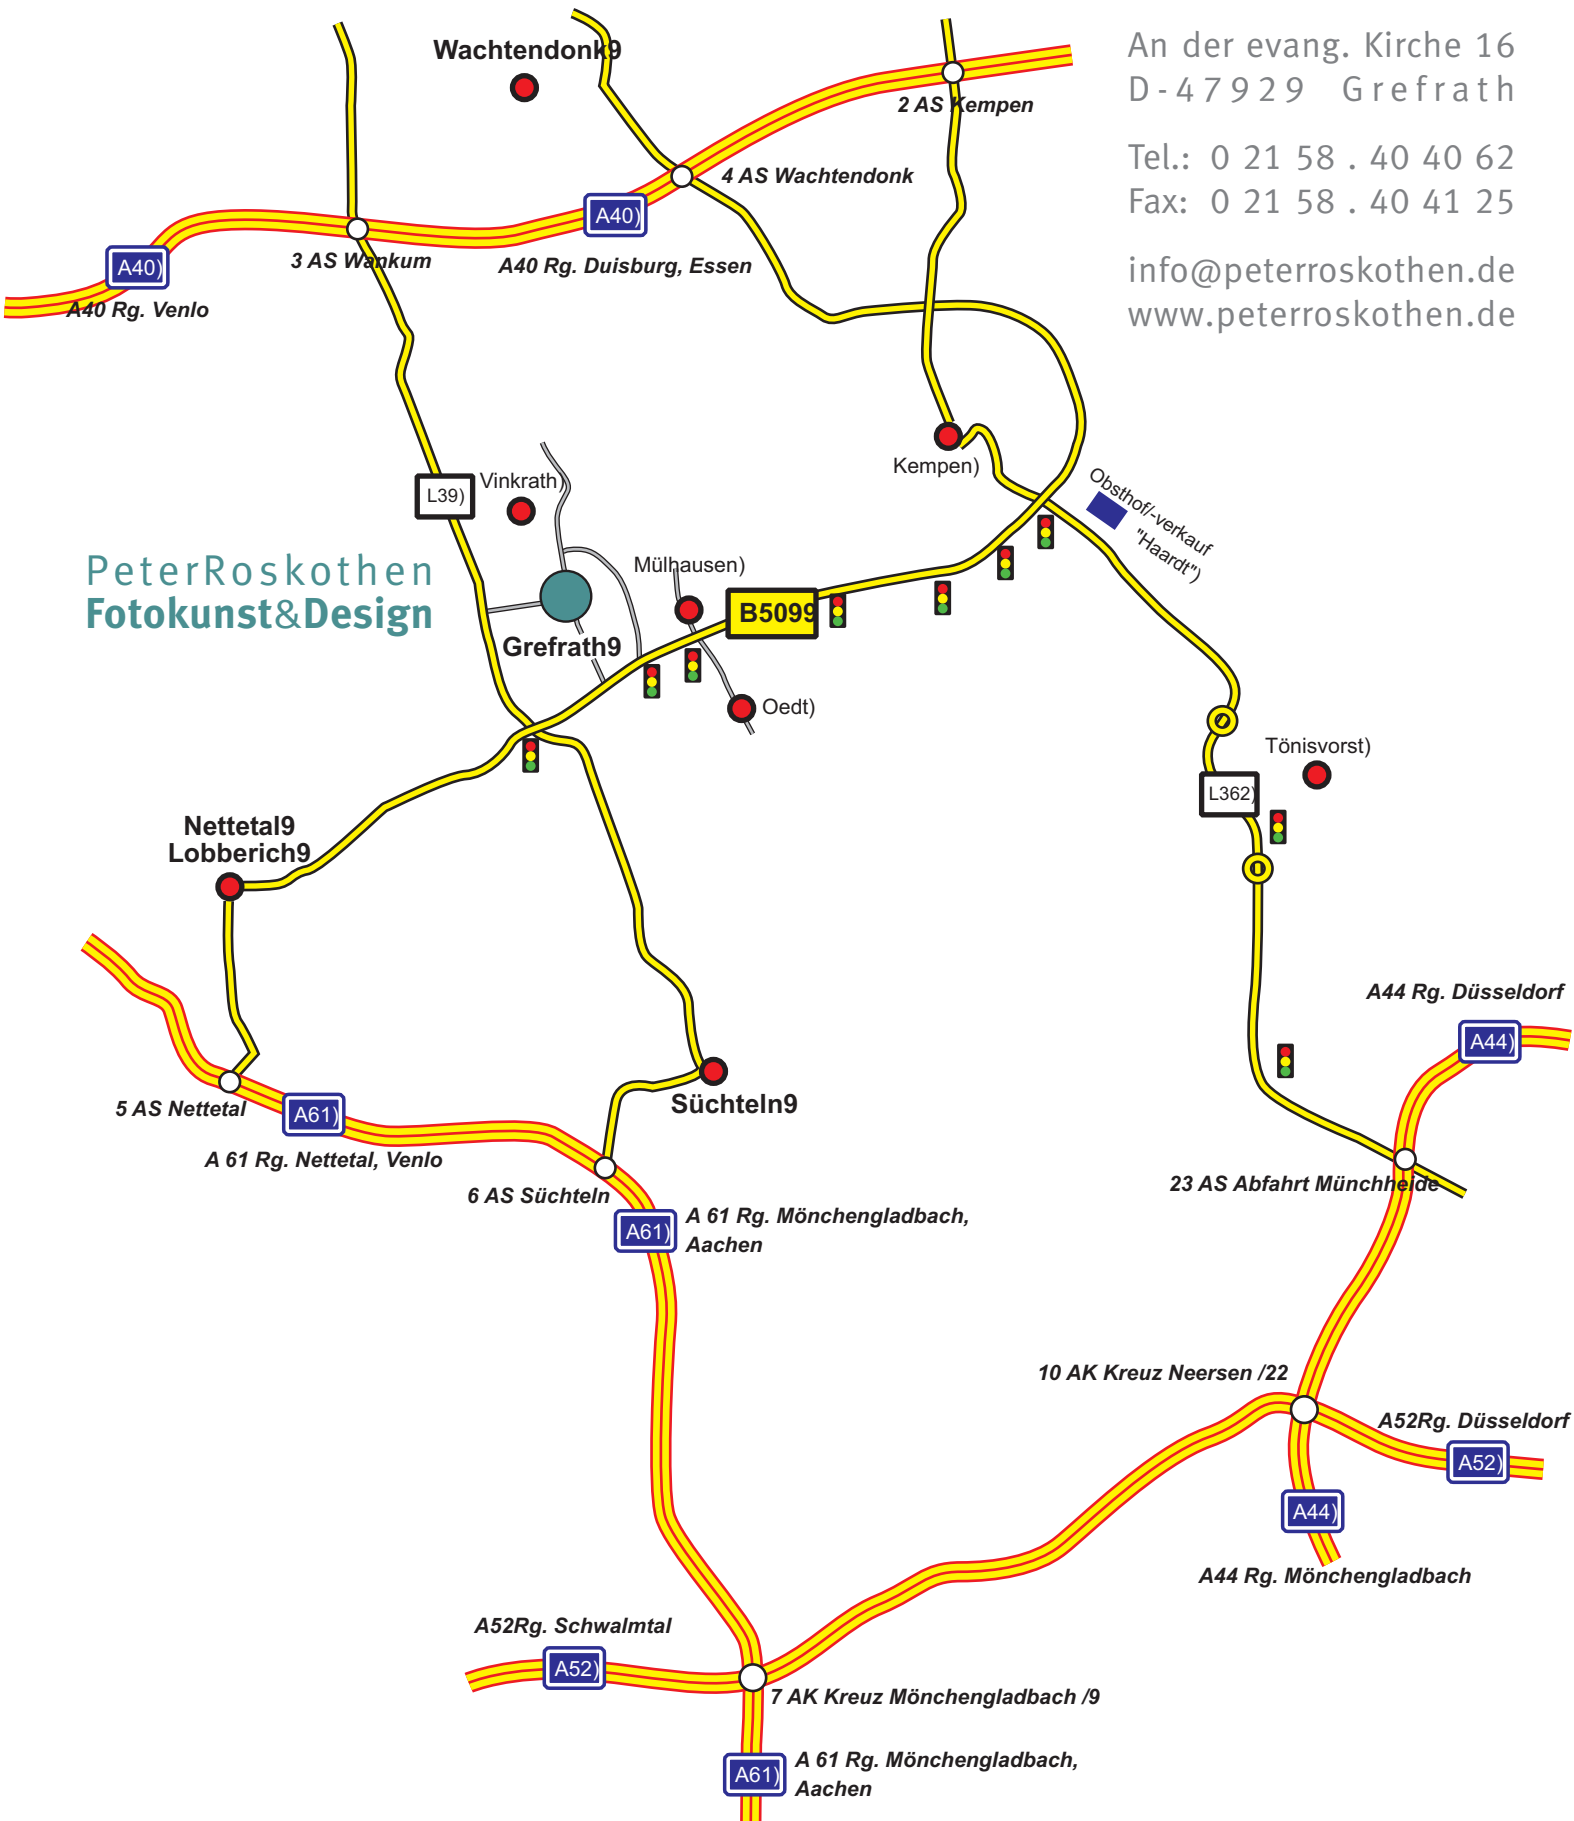 An der evang. Kirche 16
D-47929 Grefrath
Tel.: 0 21 58 . 40 40 62
Fax: 0 21 58 . 40 41 25
info@peterroskothen.de
www.peterroskothen.de
Wachtendonk9
2 AS Kempen
4 AS Wachtendonk
A40)
3 AS Wankum
A40 Rg. Duisburg, Essen
A40)
A40 Rg. Venlo
Kempen)
Obsthof/-verkauf
"Haardt")
L39)
Vinkrath)
PeterRoskothen
Fotokunst&Design
Mülhausen)
B5099
Grefrath9
Oedt)
Tönisvorst)
L362)
Nettetal9
Lobberich9
A44 Rg. Düsseldorf
A44)
5 AS Nettetal
A61)
Süchteln9
A 61 Rg. Nettetal, Venlo
6 AS Süchteln
23 AS Abfahrt Münchheide
A61)
A 61 Rg. Mönchengladbach,
Aachen
10 AK Kreuz Neersen /22
A52Rg. Düsseldorf
A52)
A44)
A44 Rg. Mönchengladbach
A52Rg. Schwalmtal
A52)
7 AK Kreuz Mönchengladbach /9
A61)
A 61 Rg. Mönchengladbach,
Aachen